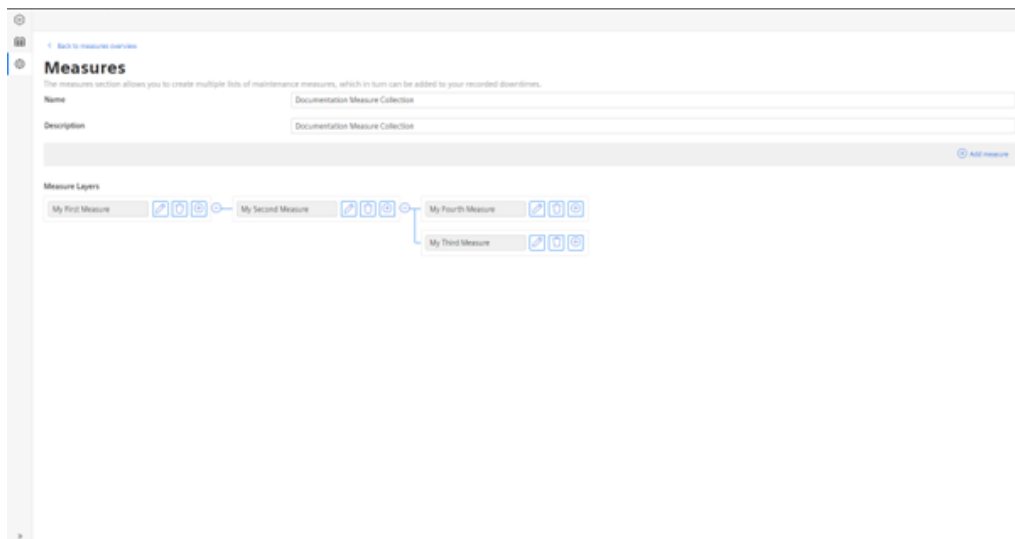 Back to measures overview
Measures
The measures section allows you to create multiple lists of maintenance measures, which in turn can be added to your recorded downtimes.
Name
Documentation Measure Collection
Description
Documentation Measure Collection
Add measure
Measure Layers
My First Measure
My Second Measure
My Fourth Measure
My Third Measure